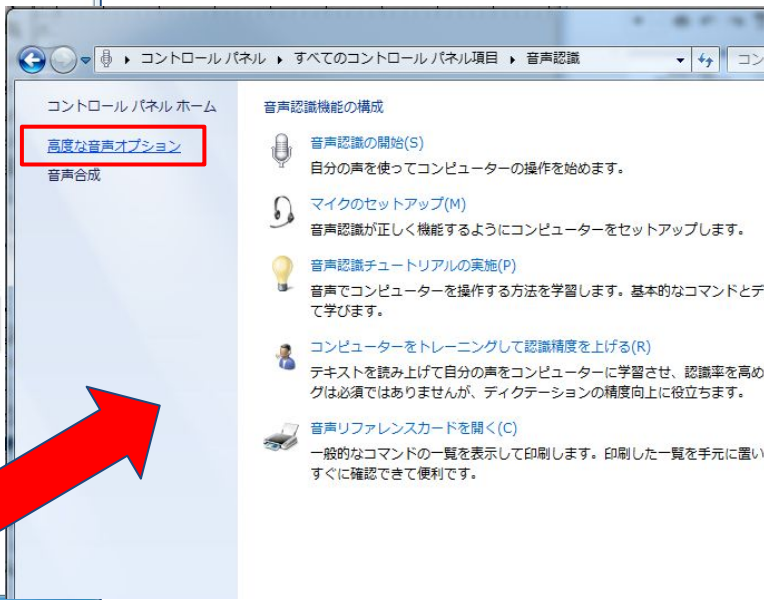 コントロール パネル ▸ すべてのコントロール パネル項目 ▸ 音声認識
コン
コントロール パネル ホーム
高度な音声オプション
音声合成
音声認識機能の構成
音声認識の開始(S)
自分の声を使ってコンピューターの操作を始めます。
マイクのセットアップ(M)
音声認識が正しく機能するようにコンピューターをセットアップします。
音声認識チュートリアルの実施(P)
音声でコンピューターを操作する方法を学習します。基本的なコマンドとデ
て学びます。
コンピューターをトレーニングして認識精度を上げる(R)
テキストを読み上げて自分の声をコンピューターに学習させ、認識率を高め
グは必須ではありませんが、ディクテーションの精度向上に役立ちます。
音声リファレンスカードを開く(C)
一般的なコマンドの一覧を表示して印刷します。印刷した一覧を手元に置い
すぐに確認できて便利です。